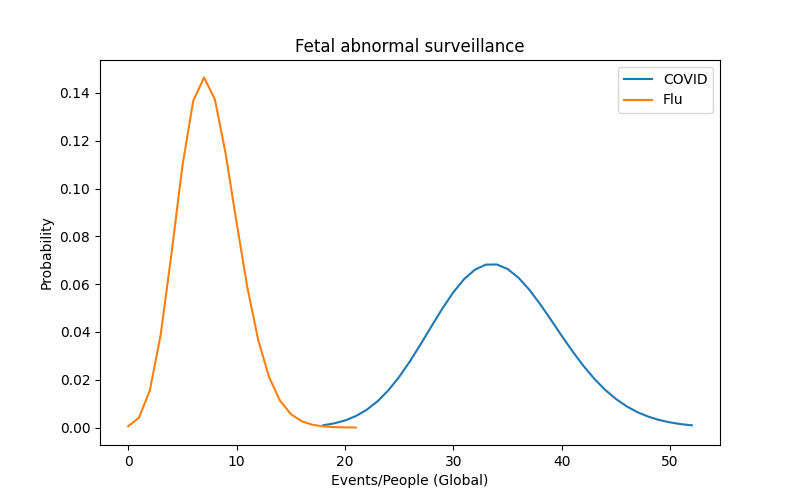 Fetal abnormal surveillance
COVID
Flu
Probability
0.14
0.12
0.10
0.08
0.06
0.04
0.02
0.00
0 10 20 30 40 50
Events/People (Global)